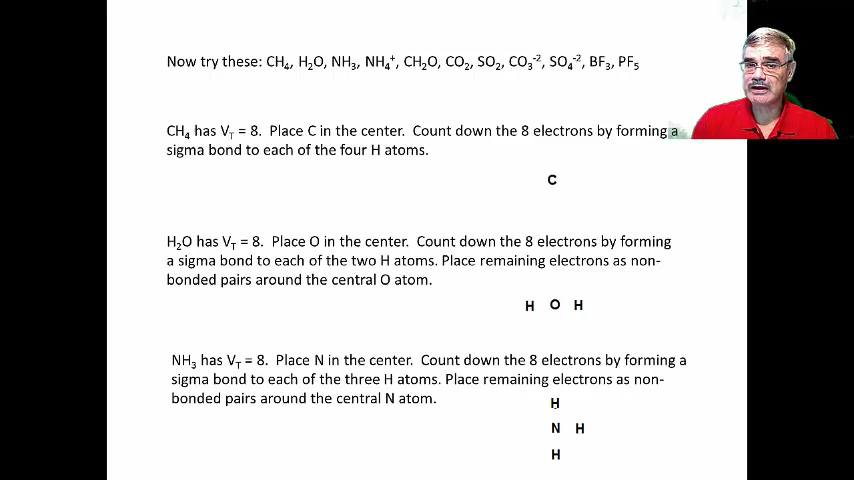 Now try these: CH₄, H₂O, NH₃, NH₄⁺, CH₂O, CO₂, SO₂, CO₃⁻², SO₄⁻², BF₃, PF₅
CH₄ has V_T = 8. Place C in the center. Count down the 8 electrons by forming a
sigma bond to each of the four H atoms.
C
H₂O has V_T = 8. Place O in the center. Count down the 8 electrons by forming
a sigma bond to each of the two H atoms. Place remaining electrons as non-
bonded pairs around the central O atom.
H O H
NH₃ has V_T = 8. Place N in the center. Count down the 8 electrons by forming a
sigma bond to each of the three H atoms. Place remaining electrons as non-
bonded pairs around the central N atom.
H
N H
H